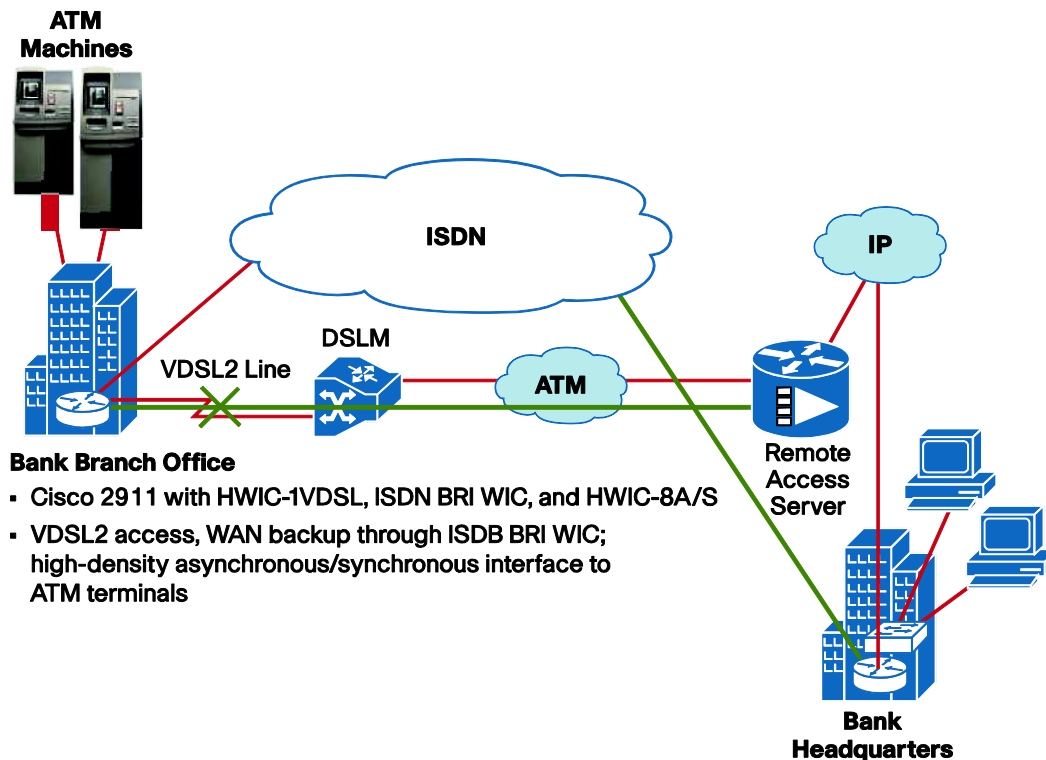 ATM
Machines
ISDN
IP
DSLM
VDSL2 Line
ATM
Remote
Access
Server
Bank Branch Office
▪ Cisco 2911 with HWIC-1VDSL, ISDN BRI WIC, and HWIC-8A/S
▪ VDSL2 access, WAN backup through ISDB BRI WIC;
high-density asynchronous/synchronous interface to
ATM terminals
Bank
Headquarters